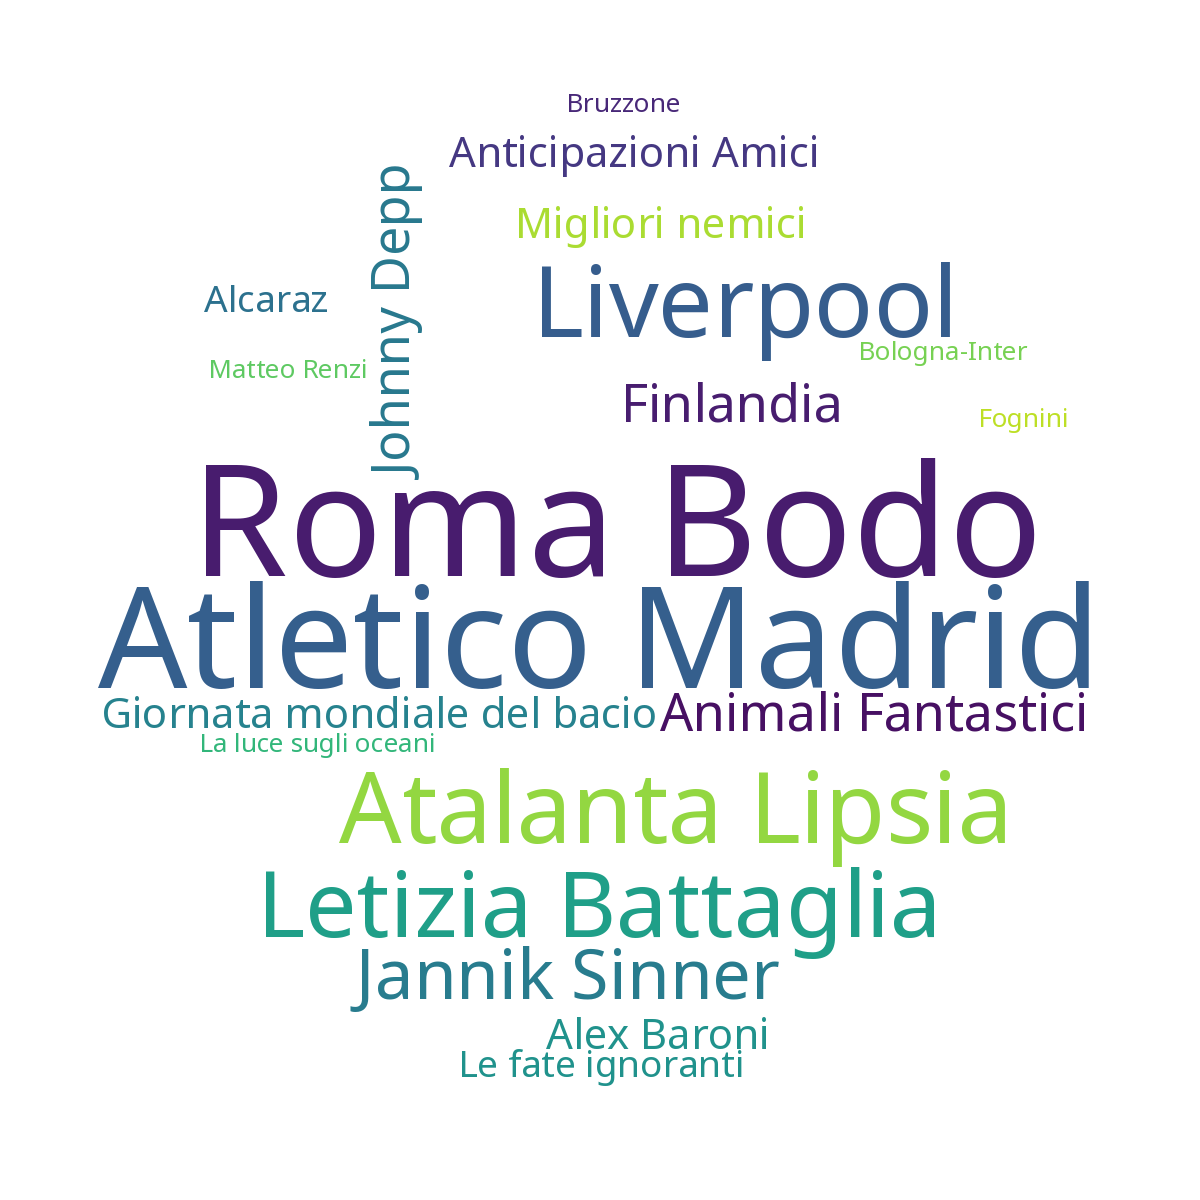 Bruzzone
Anticipazioni Amici
Johnny Depp
Migliori nemici
Liverpool
Alcaraz
Bologna-Inter
Matteo Renzi
Finlandia
Fognini
Roma Bodo
Atletico Madrid
Giornata mondiale del bacio
Animali Fantastici
La luce sugli oceani
Atalanta Lipsia
Letizia Battaglia
Jannik Sinner
Alex Baroni
Le fate ignoranti